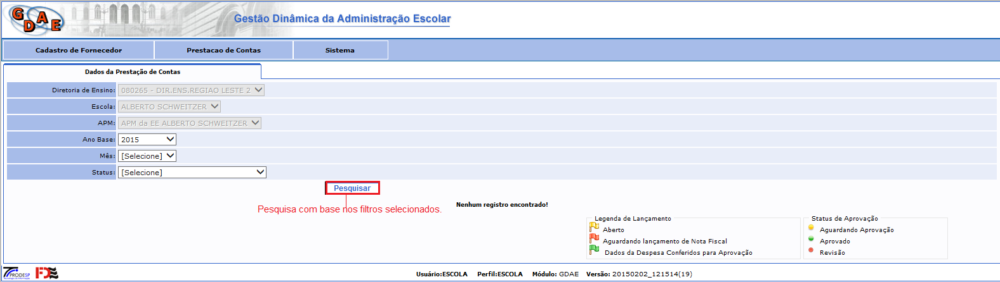 GDAE
Gestão Dinâmica da Administração Escolar
Cadastro de Fornecedor Prestacao de Contas Sistema
Dados da Prestação de Contas
Diretoria de Ensino: 080265 - DIR.ENS.REGIAO LESTE 2
Escola: ALBERTO SCHWEITZER
APM: APM da EE ALBERTO SCHWEITZER
Ano Base: 2015
Mês: [Selecione]
Status: [Selecione]
Pesquisar
Nenhum registro encontrado!
Pesquisa com base nos filtros selecionados.
Legenda de Lançamento
Aberto
Aguardando lançamento de Nota Fiscal
Dados da Despesa Conferidos para Aprovação
Status de Aprovação
Aguardando Aprovação
Aprovado
Revisão
PRODESP
Tecnologia da Informação
FDE
Usuário:ESCOLA Perfil:ESCOLA Módulo: GDAE Versão: 20150202_121514(19)